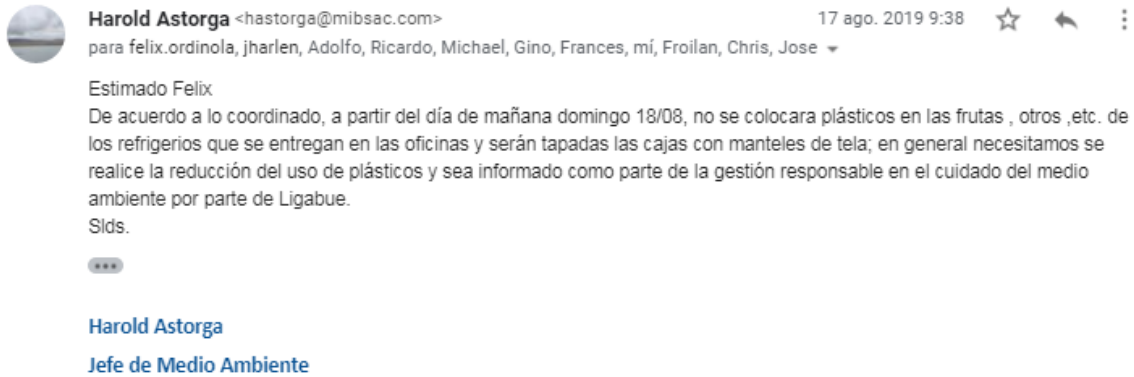 Harold Astorga <hastorga@mibsac.com> 17 ago. 2019 9:38
para felix.ordinola, jharlen, Adolfo, Ricardo, Michael, Gino, Frances, mí, Froilan, Chris, Jose
Estimado Felix
De acuerdo a lo coordinado, a partir del día de mañana domingo 18/08, no se colocara plásticos en las frutas , otros ,etc. de
los refrigerios que se entregan en las oficinas y serán tapadas las cajas con manteles de tela; en general necesitamos se
realice la reducción del uso de plásticos y sea informado como parte de la gestión responsable en el cuidado del medio
ambiente por parte de Ligabue.
Slds.
Harold Astorga
Jefe de Medio Ambiente